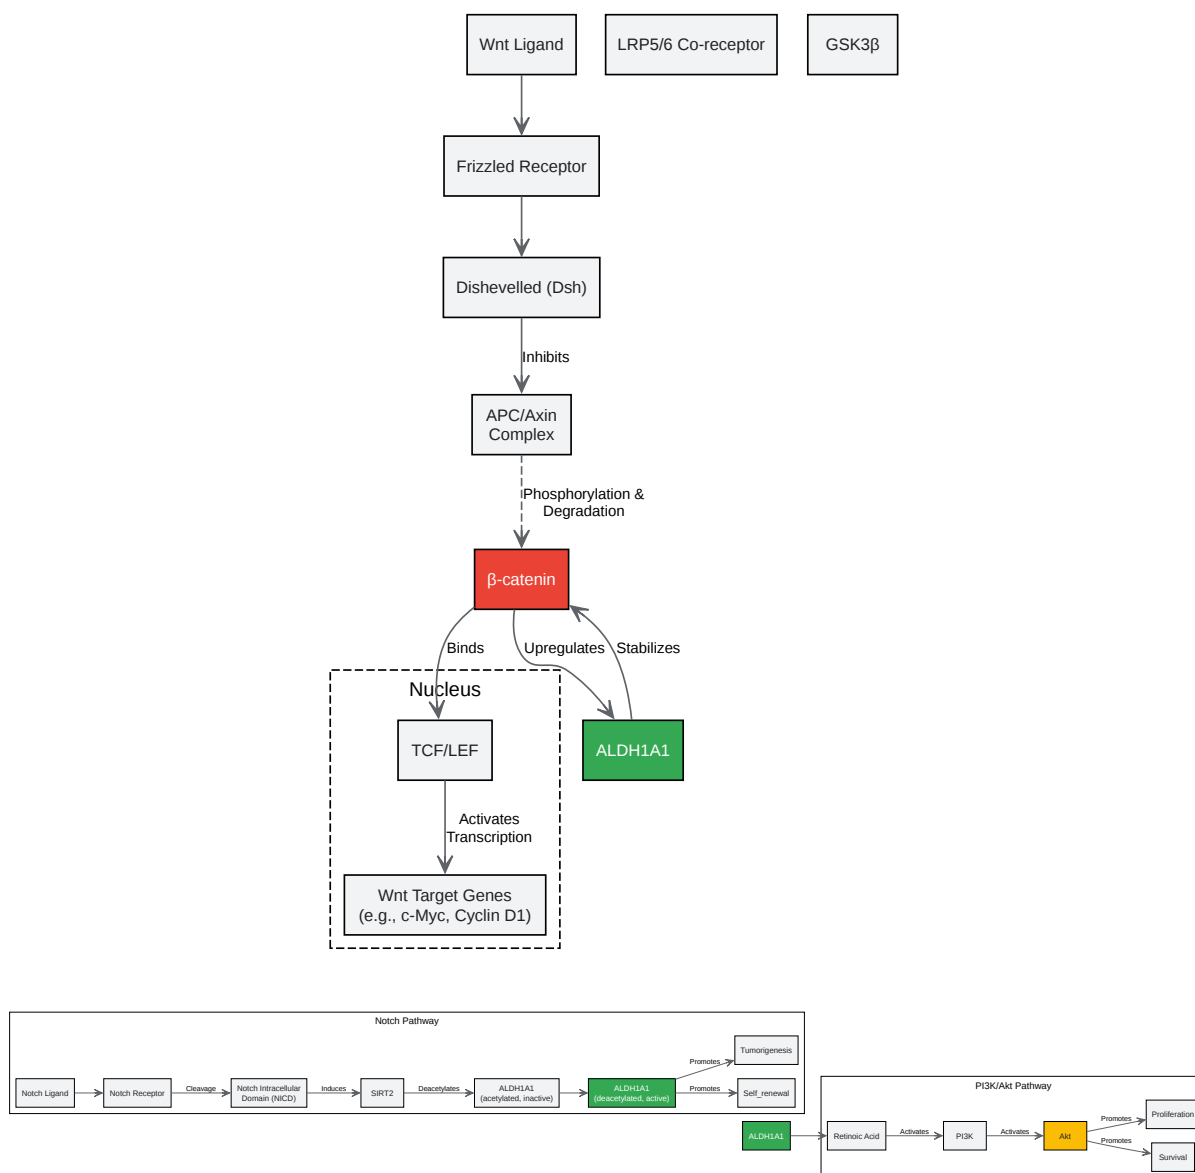 Wnt Ligand
LRP5/6 Co-receptor
GSK3β
Frizzled Receptor
Dishevelled (Dsh)
Inhibits
APC/Axin
Complex
Phosphorylation &
Degradation
β-catenin
Binds
Upregulates
Stabilizes
Nucleus
TCF/LEF
ALDH1A1
Activates
Transcription
Wnt Target Genes
(e.g., c-Myc, Cyclin D1)
Notch Pathway
Notch Ligand
Notch Receptor
Cleavage
Notch Intracellular
Domain (NICD)
Induces
SIRT2
Deacetylates
ALDH1A1
(acetylated, inactive)
ALDH1A1
(deacetylated, active)
Promotes
Tumorigenesis
Promotes
Self_renewal
PI3K/Akt Pathway
ALDH1A1
Retinoic Acid
Activates
PI3K
Activates
Akt
Promotes
Proliferation
Promotes
Survival